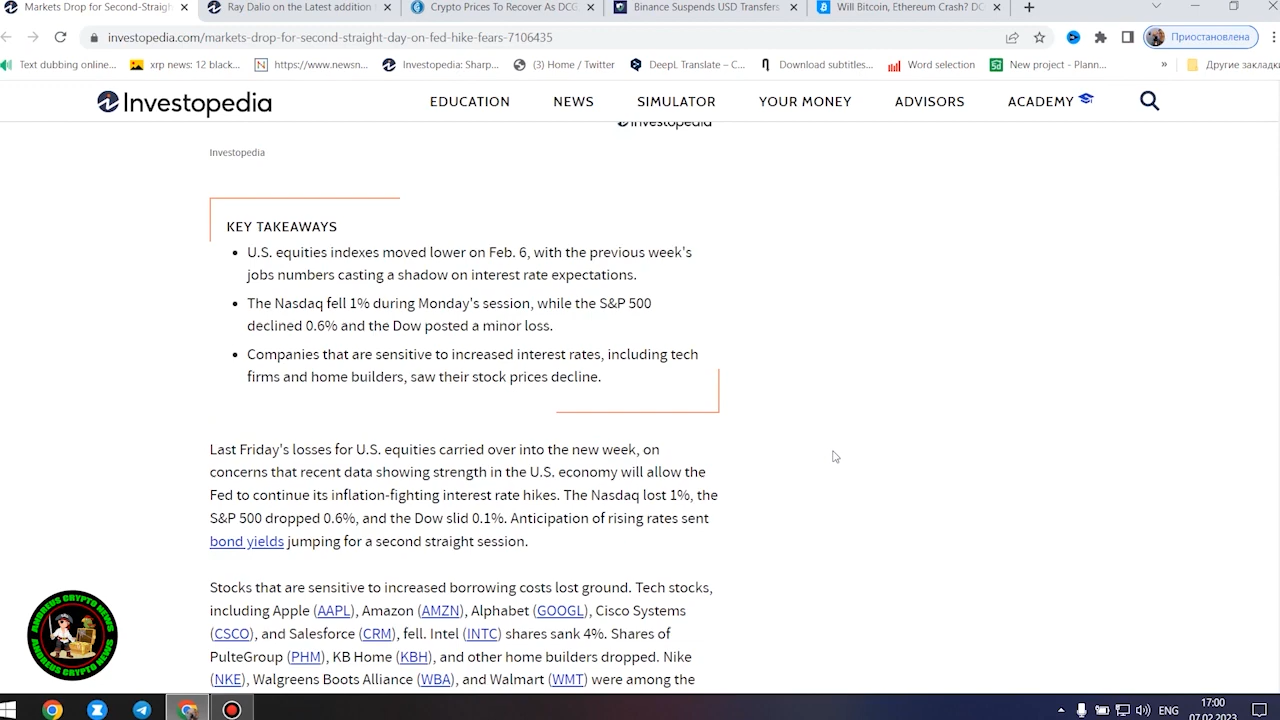 Markets Drop for Second-Straigh
Ray Dalio on the Latest addition
Crypto Prices To Recover As DCG
Binance Suspends USD Transfers
Will Bitcoin, Ethereum Crash? DC
investopedia.com/markets-drop-for-second-straight-day-on-fed-hike-fears-7106435
Приостановлена
Text dubbing online...
xrp news: 12 black...
https://www.newsn...
Investopedia: Sharp...
(3) Home / Twitter
DeepL Translate – C...
Download subtitles...
Word selection
New project - Plann...
»
Другие закладки
Investopedia
EDUCATION
NEWS
SIMULATOR
YOUR MONEY
ADVISORS
ACADEMY
Investopedia
Investopedia
KEY TAKEAWAYS
• U.S. equities indexes moved lower on Feb. 6, with the previous week's
jobs numbers casting a shadow on interest rate expectations.
• The Nasdaq fell 1% during Monday's session, while the S&P 500
declined 0.6% and the Dow posted a minor loss.
• Companies that are sensitive to increased interest rates, including tech
firms and home builders, saw their stock prices decline.
Last Friday's losses for U.S. equities carried over into the new week, on
concerns that recent data showing strength in the U.S. economy will allow the
Fed to continue its inflation-fighting interest rate hikes. The Nasdaq lost 1%, the
S&P 500 dropped 0.6%, and the Dow slid 0.1%. Anticipation of rising rates sent
bond yields jumping for a second straight session.
Stocks that are sensitive to increased borrowing costs lost ground. Tech stocks,
including Apple (AAPL), Amazon (AMZN), Alphabet (GOOGL), Cisco Systems
(CSCO), and Salesforce (CRM), fell. Intel (INTC) shares sank 4%. Shares of
PulteGroup (PHM), KB Home (KBH), and other home builders dropped. Nike
(NKE), Walgreens Boots Alliance (WBA), and Walmart (WMT) were among the
ANDREUS CRYPTO NEWS
ANDREUS CRYPTO NEWS
ENG
17:00
07.02.2023